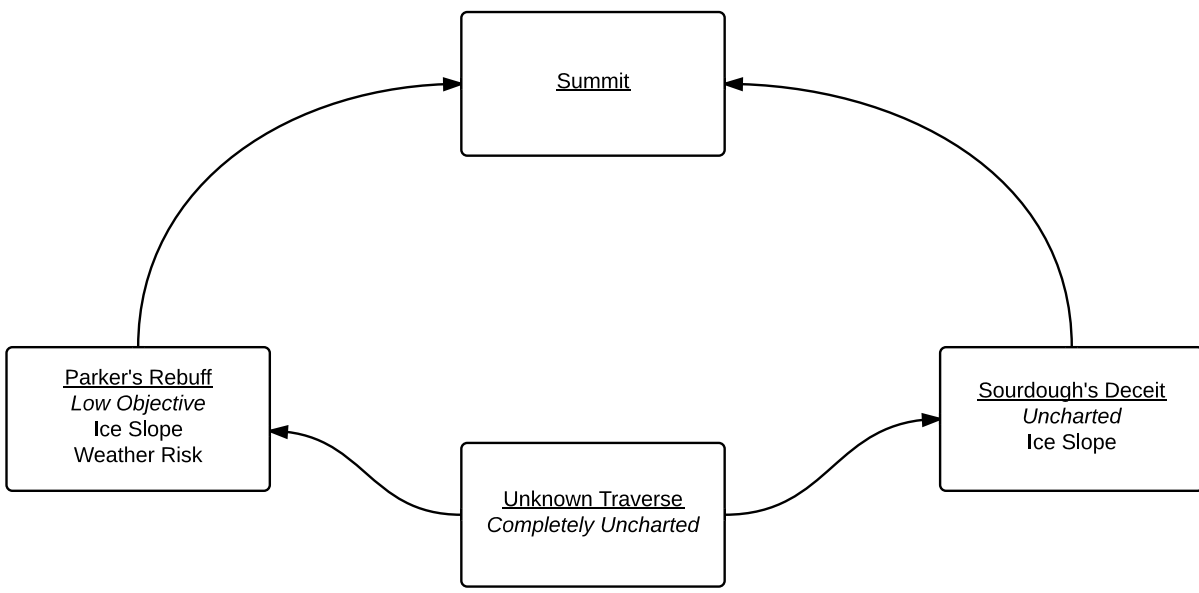 Summit
Parker's Rebuff
Low Objective
Ice Slope
Weather Risk
Sourdough's Deceit
Uncharted
Ice Slope
Unknown Traverse
Completely Uncharted